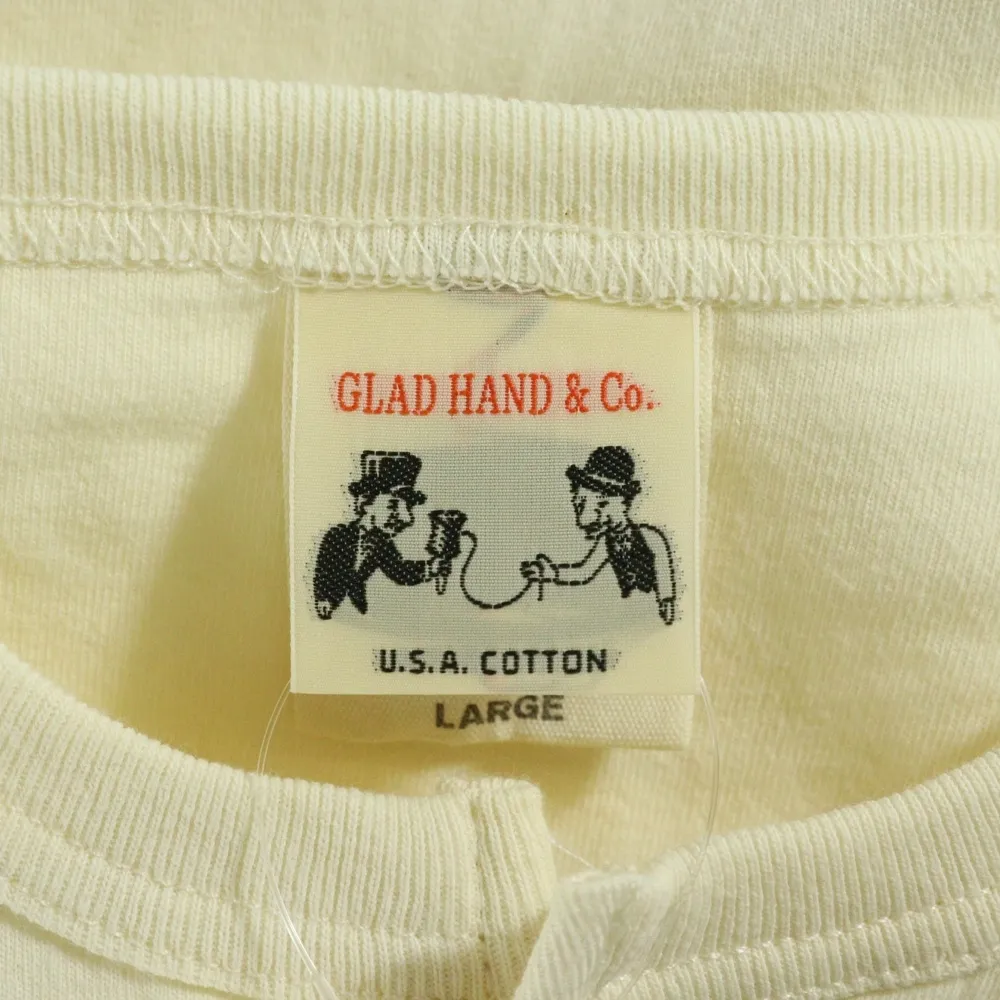 GLAD HAND & Co.
U.S.A. COTTON
LARGE